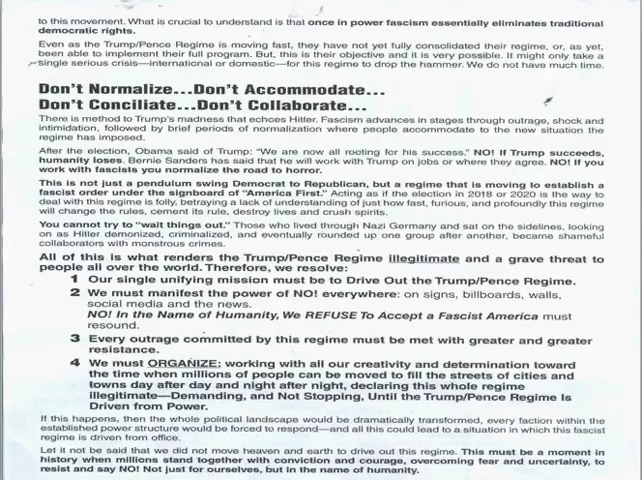 to this movement. What is crucial to understand is that once in power fascism essentially eliminates traditional
democratic rights.
Even as the Trump/Pence Regime is moving fast, they have not yet fully consolidated their regime, or, as yet,
been able to implement their full program. But, this is their objective and it is very possible. It might only take a
single serious crisis—international or domestic—for this regime to drop the hammer. We do not have much time.
Don't Normalize...Don't Accommodate...
Don't Conciliate...Don't Collaborate...
There is method to Trump's madness that echoes Hitler. Fascism advances in stages through outrage, shock and
intimidation, followed by brief periods of normalization where people accommodate to the new situation the
regime has imposed.
After the election, Obama said of Trump: "We are now all rooting for his success." NO! If Trump succeeds,
humanity loses. Bernie Sanders has said that he will work with Trump on jobs or where they agree. NO! If you
work with fascists you normalize the road to horror.
This is not just a pendulum swing Democrat to Republican, but a regime that is moving to establish a
fascist order under the signboard of "America First." Acting as if the election in 2018 or 2020 is the way to
deal with this regime is folly, betraying a lack of understanding of just how fast, furious, and profoundly this regime
will change the rules, cement its rule, destroy lives and crush spirits.
You cannot try to "wait things out." Those who lived through Nazi Germany and sat on the sidelines, looking
on as Hitler demonized, criminalized, and eventually rounded up one group after another, became shameful
collaborators with monstrous crimes.
All of this is what renders the Trump/Pence Regime illegitimate and a grave threat to
people all over the world. Therefore, we resolve:
1 Our single unifying mission must be to Drive Out the Trump/Pence Regime.
2 We must manifest the power of NO! everywhere: on signs, billboards, walls,
social media and the news.
NO! In the Name of Humanity, We REFUSE To Accept a Fascist America must
resound.
3 Every outrage committed by this regime must be met with greater and greater
resistance.
4 We must ORGANIZE: working with all our creativity and determination toward
the time when millions of people can be moved to fill the streets of cities and
towns day after day and night after night, declaring this whole regime
illegitimate—Demanding, and Not Stopping, Until the Trump/Pence Regime Is
Driven from Power.
If this happens, then the whole political landscape would be dramatically transformed, every faction within the
established power structure would be forced to respond—and all this could lead to a situation in which this fascist
regime is driven from office.
Let it not be said that we did not move heaven and earth to drive out this regime. This must be a moment in
history when millions stand together with conviction and courage, overcoming fear and uncertainty, to
resist and say NO! Not just for ourselves, but in the name of humanity.